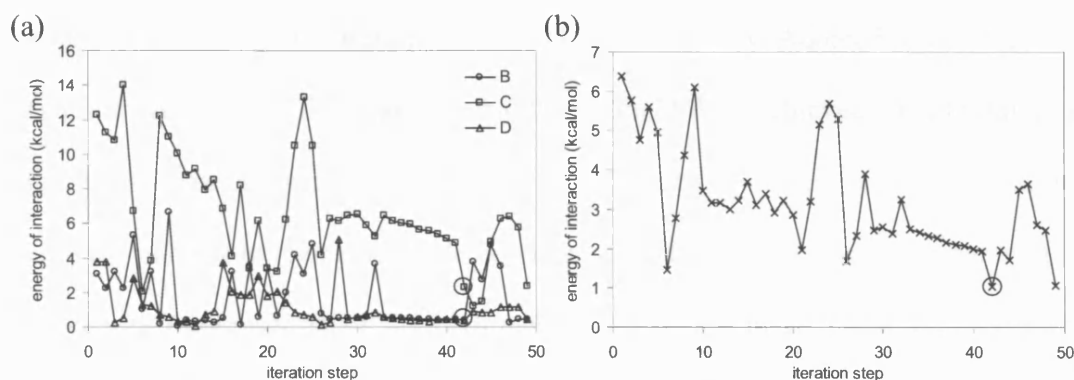 (a)
energy of interaction (kcal/mol)
16
14
12
10
8
6
4
2
0
0 10 20 30 40 50
iteration step
B
C
D
(b)
energy of interaction (kcal/mol)
7
6
5
4
3
2
1
0
0 10 20 30 40 50
iteration step